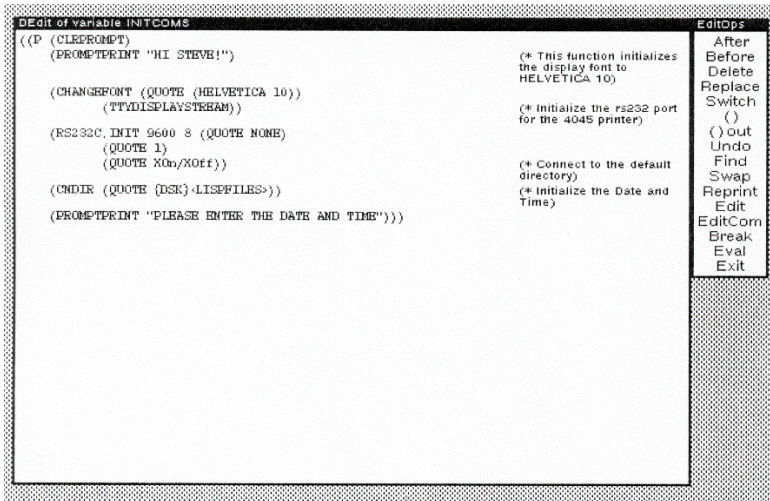 DEdit of variable INITCOMS
((P (CLRPROMPT)
(PROMPTPRINT "HI STEVE!")
(* This function initializes
the display font to
HELVETICA 10)
(CHANGEFONT (QUOTE (HELVETICA 10))
(TTYDISPLAYSTREAM))
(* Initialize the rs232 port
for the 4045 printer)
(RS232C.INIT 9600 8 (QUOTE NONE)
(QUOTE 1)
(QUOTE XOn/XOff))
(* Connect to the default
directory)
(CNDIR (QUOTE {DSK}<LISPFILES>))
(* Initialize the Date and
Time)
(PROMPTPRINT "PLEASE ENTER THE DATE AND TIME")))
EditOps
After
Before
Delete
Replace
Switch
()
() out
Undo
Find
Swap
Reprint
Edit
EditCom
Break
Eval
Exit